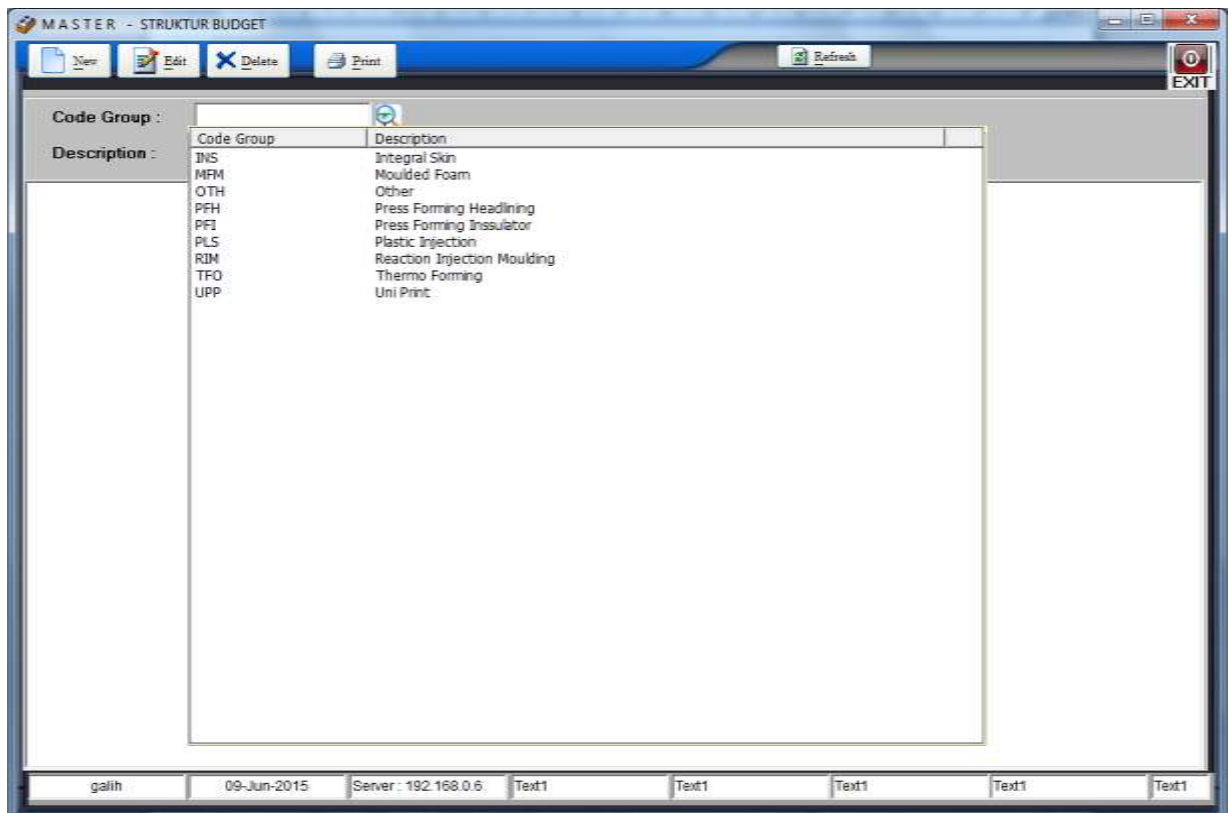 MASTER - STRUKTUR BUDGET
New Edit Delete Print Refresh
EXIT
Code Group :
Description :
Code Group Description
INS Integral Skin
MFM Moulded Foam
OTH Other
PFH Press Forming Headlining
PFI Press Forming Inssulator
PLS Plastic Injection
RIM Reaction Injection Moulding
TFO Thermo Forming
UPP Uni Print
galih 09-Jun-2015 Server : 192.168.0.6 Text1 Text1 Text1 Text1 Text1